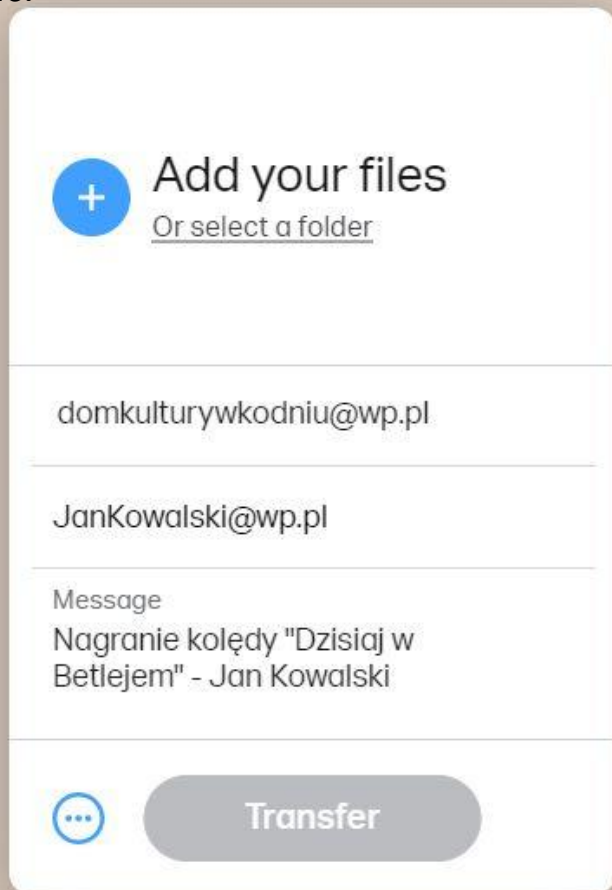 Add your files
Or select a folder
domkulturywkodniu@wp.pl
JanKowalski@wp.pl
Message
Nagranie kolędy "Dzisiaj w
Betlejem" - Jan Kowalski
Transfer